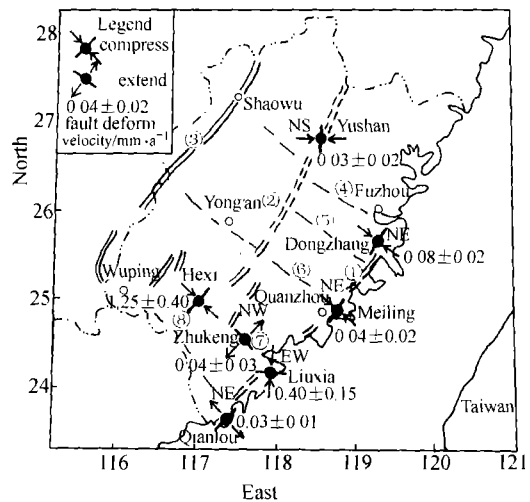 Legend
compress
extend
0.04±0.02
fault deform
velocity/mm·a⁻¹
28
27
26
25
24
North
Shaowu
③
NS Yushan
0.03±0.02
④ Fuzhou
Yong'an ②
⑤
NE
Dongzhang
0.08±0.02
①
⑥
NE
Wuping
Hexi
1.25±0.40
Quanzhou
Meiling
0.04±0.02
NW
⑧
Zhukeng ⑦
0.04±0.03
EW
Liuxia
0.40±0.15
NE
0.03±0.01
Qianlou
Taiwan
116 117 118 119 120 121
East